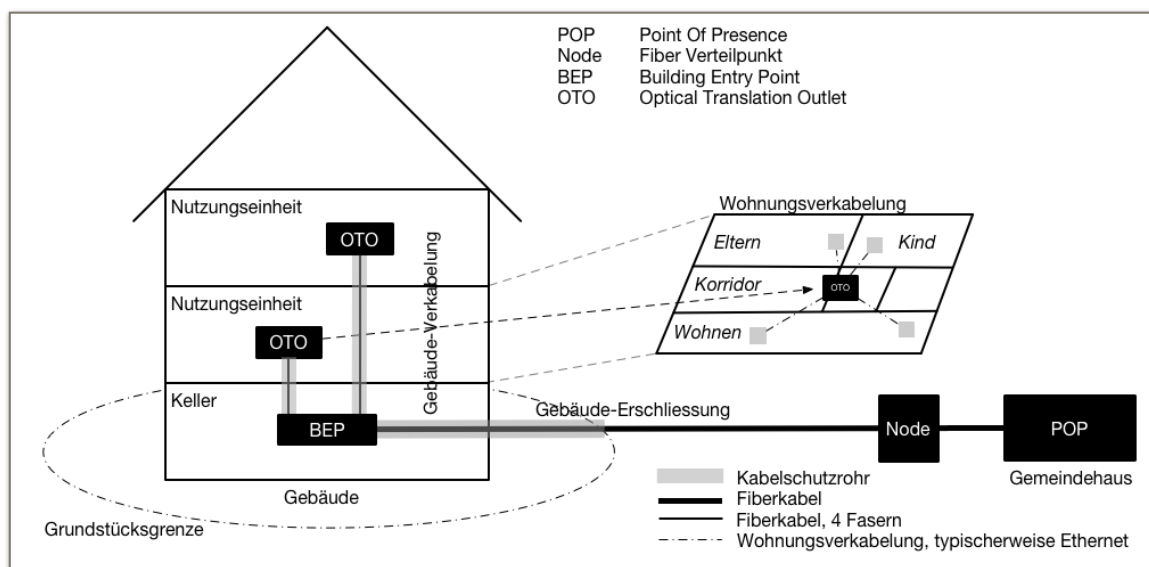 POP Point Of Presence
Node Fiber Verteilpunkt
BEP Building Entry Point
OTO Optical Translation Outlet
Nutzungseinheit
OTO
Gebäude-Verkabelung
Nutzungseinheit
OTO
Keller
BEP
Gebäude
Grundstücksgrenze
Wohnungsverkabelung
Eltern
Kind
Korridor
OTO
Wohnen
Gebäude-Erschliessung
Node
POP
Gemeindehaus
Kabelschutzrohr
Fiberkabel
Fiberkabel, 4 Fasern
Wohnungsverkabelung, typischerweise Ethernet